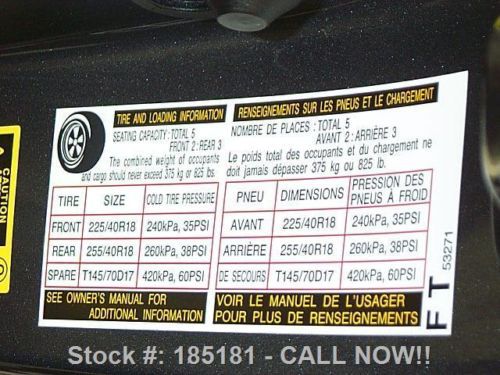 TIRE AND LOADING INFORMATION
SEATING CAPACITY: TOTAL 5
FRONT 2: REAR 3
The combined weight of occupants
and cargo should never exceed 375 kg or 825 lbs.
TIRE SIZE COLD TIRE PRESSURE
FRONT 225/40R18 240kPa, 35PSI
REAR 255/40R18 260kPa, 38PSI
SPARE T145/70D17 420kPa, 60PSI
SEE OWNER'S MANUAL FOR
ADDITIONAL INFORMATION
RENSEIGNEMENTS SUR LES PNEUS ET LE CHARGEMENT
NOMBRE DE PLACES: TOTAL 5
AVANT 2: ARRIÈRE 3
Le poids total des occupants et du chargement ne
doit jamais dépasser 375 kg ou 825 lb.
PNEU DIMENSIONS PRESSION DES
PNEUS À FROID
AVANT 225/40R18 240kPa, 35PSI
ARRIÈRE 255/40R18 260kPa, 38PSI
DE SECOURS T145/70D17 420kPa, 60PSI
VOIR LE MANUEL DE L'USAGER
POUR PLUS DE RENSEIGNEMENTS
F T 53271
CAUTION
Stock #: 185181 - CALL NOW!!